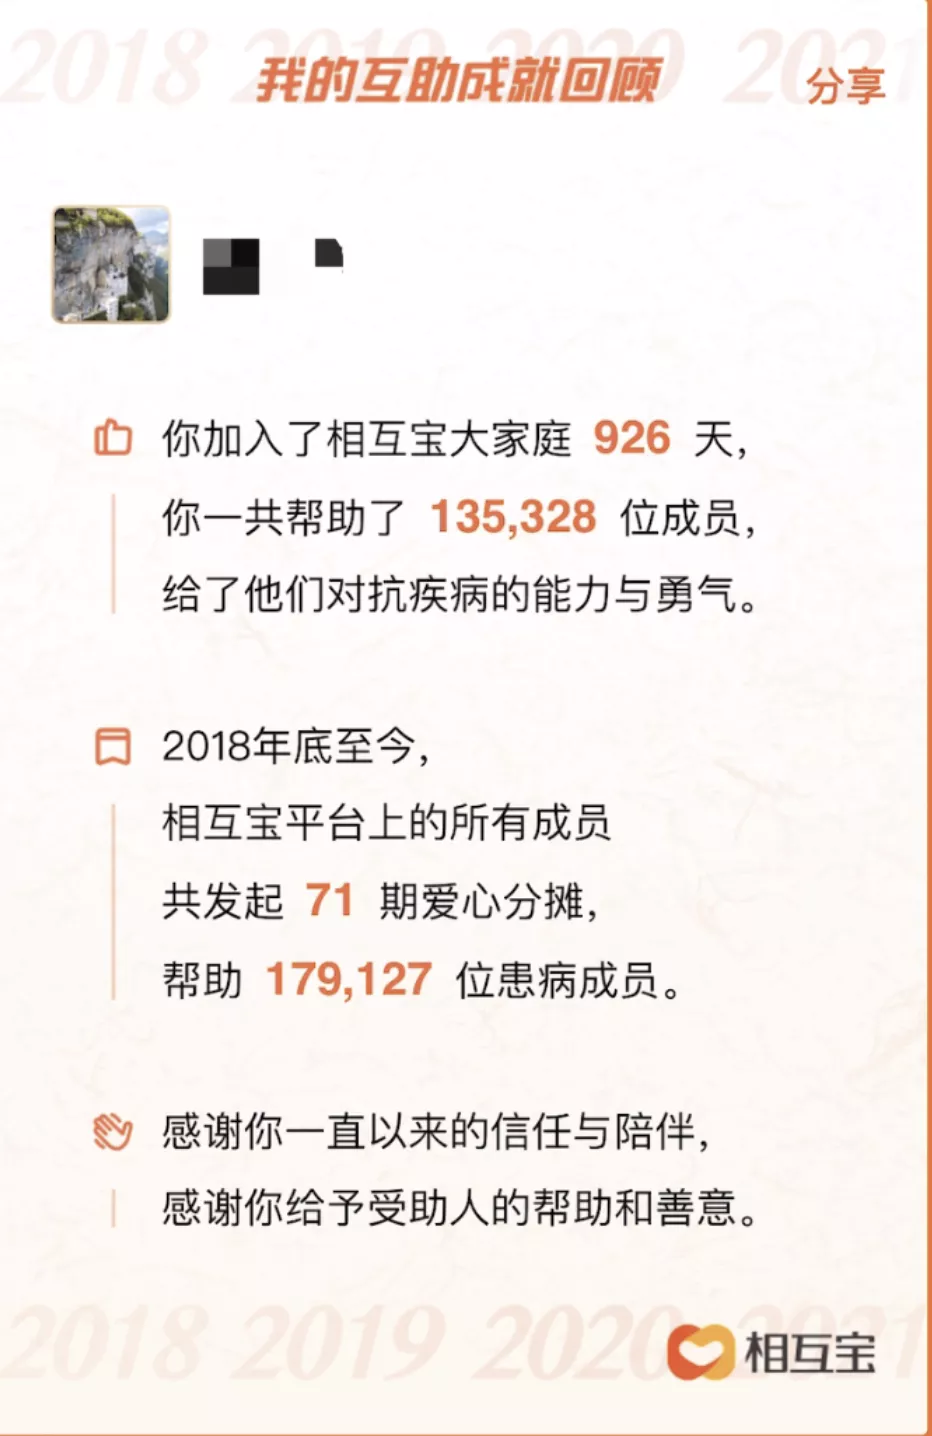 2018 2019 2020 2021
我的互助成就回顾
分享
你加入了相互宝大家庭 926 天,
你一共帮助了 135,328 位成员,
给了他们对抗疾病的能力与勇气。
2018年底至今,
相互宝平台上的所有成员
共发起 71 期爱心分摊,
帮助 179,127 位患病成员。
感谢你一直以来的信任与陪伴,
感谢你给予受助人的帮助和善意。
2018 2019 2020 2021
相互宝